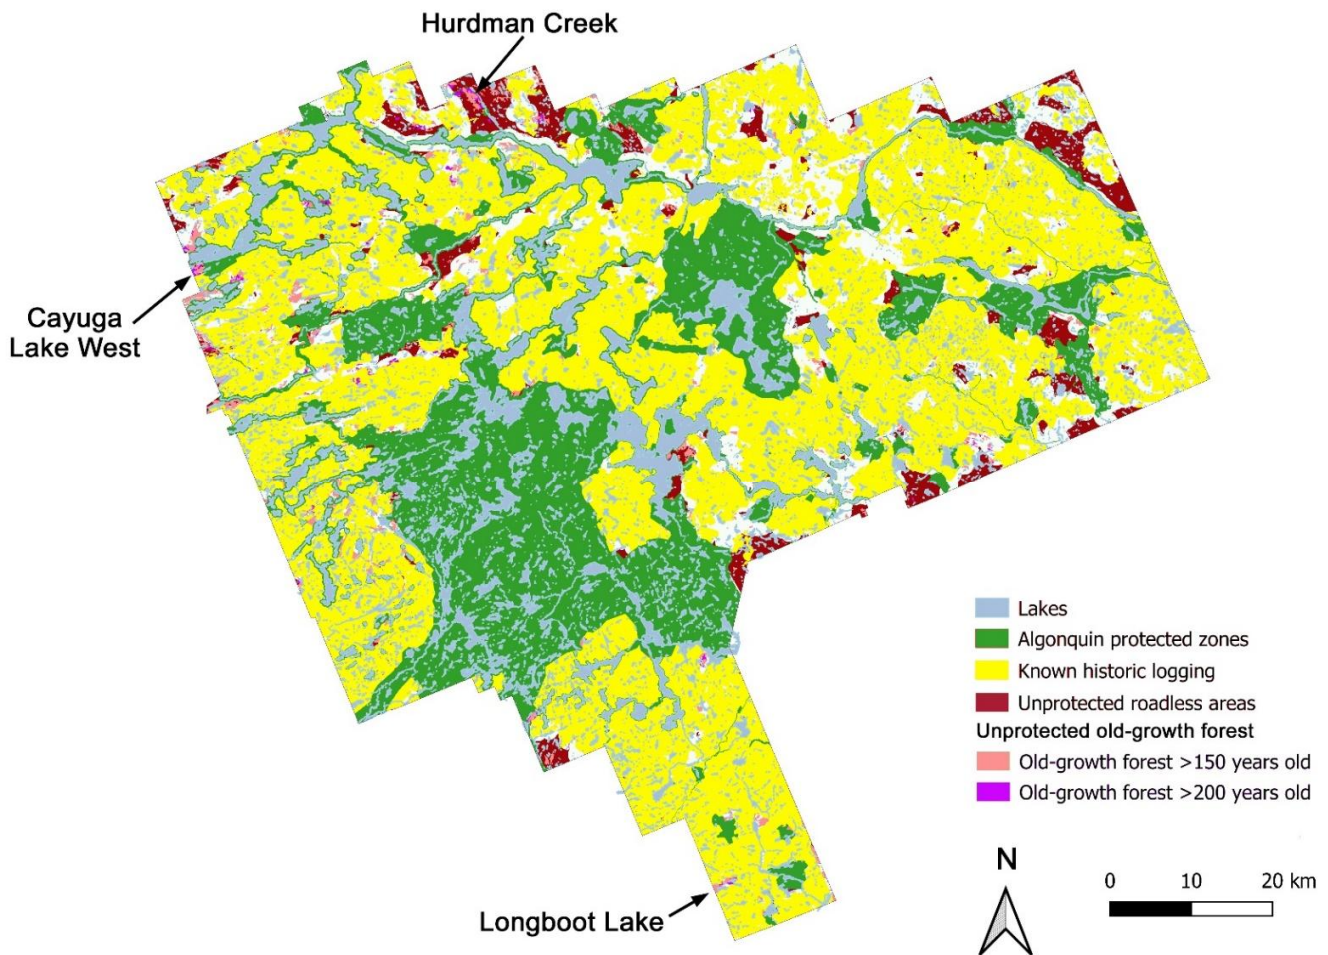 Hurdman Creek
Cayuga
Lake West
Lakes
Algonquin protected zones
Known historic logging
Unprotected roadless areas
Unprotected old-growth forest
Old-growth forest >150 years old
Old-growth forest >200 years old
N
0 10 20 km
Longboot Lake